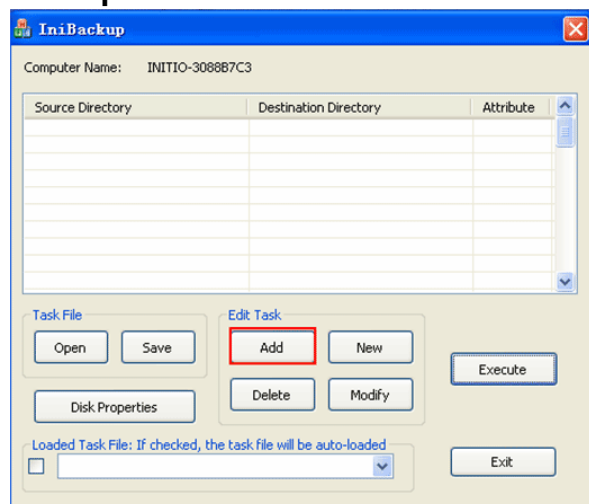 IniBackup
Computer Name: INITIO-3088B7C3
Source Directory Destination Directory Attribute
Task File Edit Task
Open Save Add New
Execute
Disk Properties Delete Modify
Loaded Task File: If checked, the task file will be auto-loaded
Exit